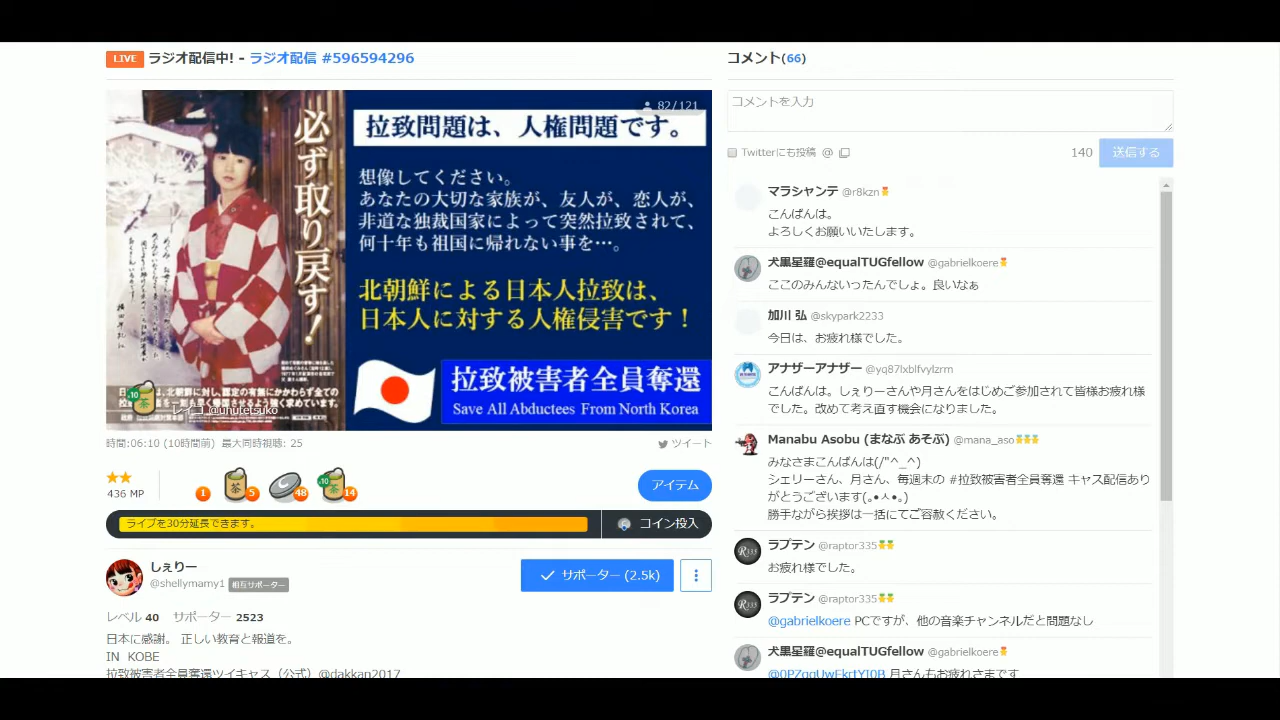 LIVE ラジオ配信中! - ラジオ配信 #596594296
82/121
必ず取り戻す!
拉致問題は、人権問題です。
想像してください。
あなたの大切な家族が、友人が、恋人が、
非道な独裁国家によって突然拉致されて、
何十年も祖国に帰れない事を…。
北朝鮮による日本人拉致は、
日本人に対する人権侵害です！
拉致被害者全員奪還
Save All Abductees From North Korea
レイコ @uhutetsuko
時間:06:10 (10時間前) 最大同時視聴: 25
ツイート
436 MP
1
茶 5
48
×10 茶 14
アイテム
ライブを30分延長できます。
コイン投入
しぇりー
@shellymamy1 相互サポーター
サポーター (2.5k)
レベル 40 サポーター 2523
日本に感謝。 正しい教育と報道を。
IN KOBE
拉致被害者全員奪還ツイキャス（公式）@dakkan2017
コメント(66)
コメントを入力
Twitterにも投稿 @
140
送信する
マラシャンテ @r8kzn
こんばんは。
よろしくお願いいたします。
犬黒星羅@equalTUGfellow @gabrielkoere
ここのみんないったんでしょ。良いなぁ
加川 弘 @skypark2233
今日は、お疲れ様でした。
アナザーアナザー @yq87lxblfvylzrm
こんばんは。しぇりーさんや月さんをはじめご参加されて皆様お疲れ様
でした。改めて考え直す機会になりました。
Manabu Asobu (まなぶ あそぶ) @mana_aso
みなさまこんばんは(/"^_^)
シェリーさん、月さん、毎週末の #拉致被害者全員奪還 キャス配信あり
がとうございます(｡•ㅅ•｡)
勝手ながら挨拶は一括にてご容赦ください。
ラプテン @raptor335
お疲れ様でした。
ラプテン @raptor335
@gabrielkoere PCですが、他の音楽チャンネルだと問題なし
犬黒星羅@equalTUGfellow @gabrielkoere
月さんもお疲れさまです